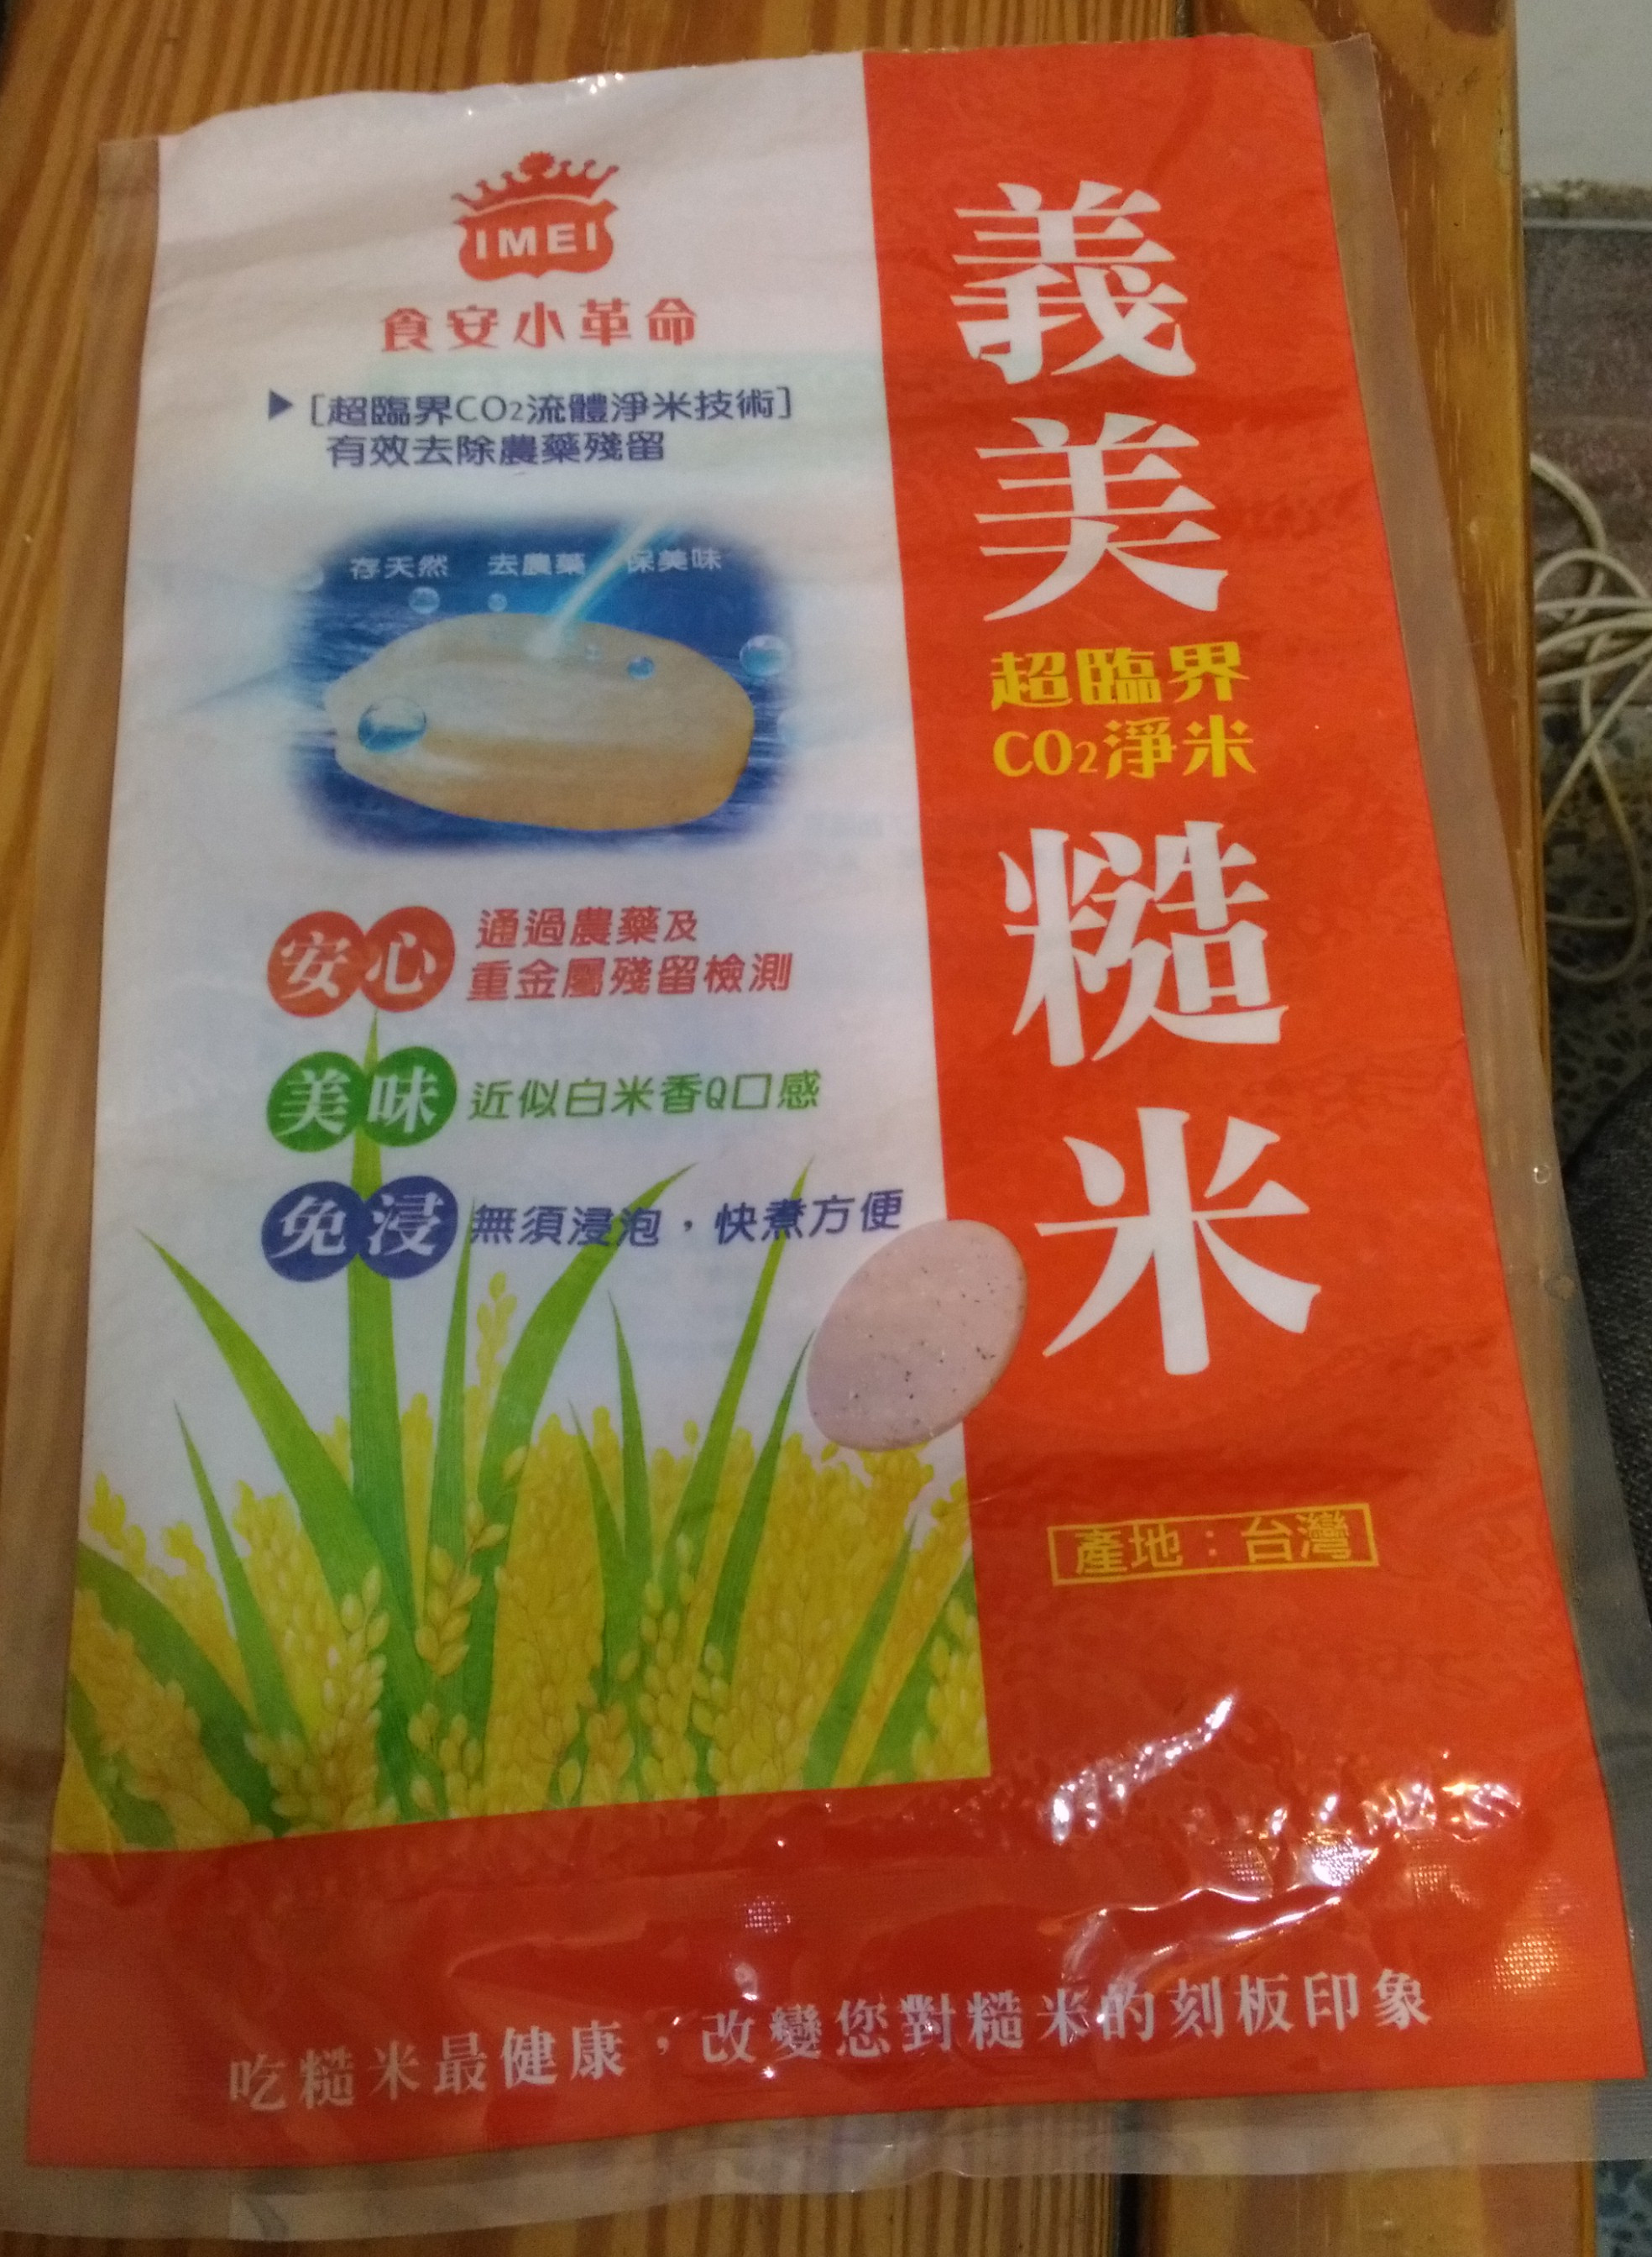 IMEI
食安小革命
▶[超臨界CO2流體淨米技術]
有效去除農藥殘留
存天然 去農藥 保美味
安心 通過農藥及
重金屬殘留檢測
美味 近似白米香Q口感
免浸 無須浸泡，快煮方便
義美
超臨界
CO2淨米
糙米
產地：台灣
吃糙米最健康，改變您對糙米的刻板印象